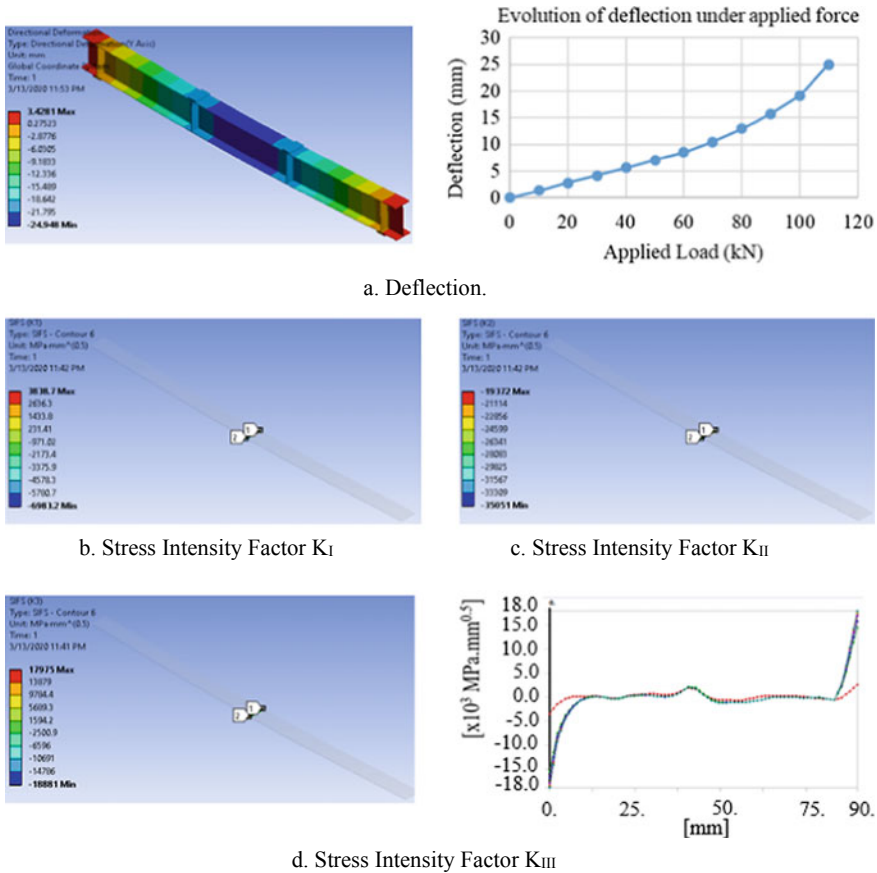 Directional Deformation
Type: Directional Deformation(Y Axis)
Unit: mm
Global Coordinate System
Time: 1
3/13/2020 11:53 PM
3.4281 Max
0.27523
-2.8776
-6.0305
-9.1833
-12.336
-15.489
-18.642
-21.795
-24.948 Min
Evolution of deflection under applied force
30
25
20
15
10
5
0
Deflection (mm)
0 20 40 60 80 100 120
Applied Load (kN)
a. Deflection.
SIFS (K1)
Type: SIFS - Contour 6
Unit: MPa·mm^(0.5)
Time: 1
3/13/2020 11:42 PM
3838.7 Max
2636.3
1433.8
231.41
-971.02
-2173.4
-3375.9
-4578.3
-5780.7
-6983.2 Min
1
2
b. Stress Intensity Factor KI
SIFS (K2)
Type: SIFS - Contour 6
Unit: MPa·mm^(0.5)
Time: 1
3/13/2020 11:42 PM
-19372 Max
-21114
-22856
-24599
-26341
-28083
-29825
-31567
-33309
-35051 Min
1
2
c. Stress Intensity Factor KII
SIFS (K3)
Type: SIFS - Contour 6
Unit: MPa·mm^(0.5)
Time: 1
3/13/2020 11:41 PM
17975 Max
13879
9784.4
5689.3
1594.2
-2500.9
-6596
-10691
-14786
-18881 Min
1
2
18.0
15.0
10.0
5.0
0.0
-5.0
-10.0
-15.0
-18.0
[x10³ MPa.mm⁰·⁵]
0. 25. 50. 75. 90.
[mm]
d. Stress Intensity Factor KIII